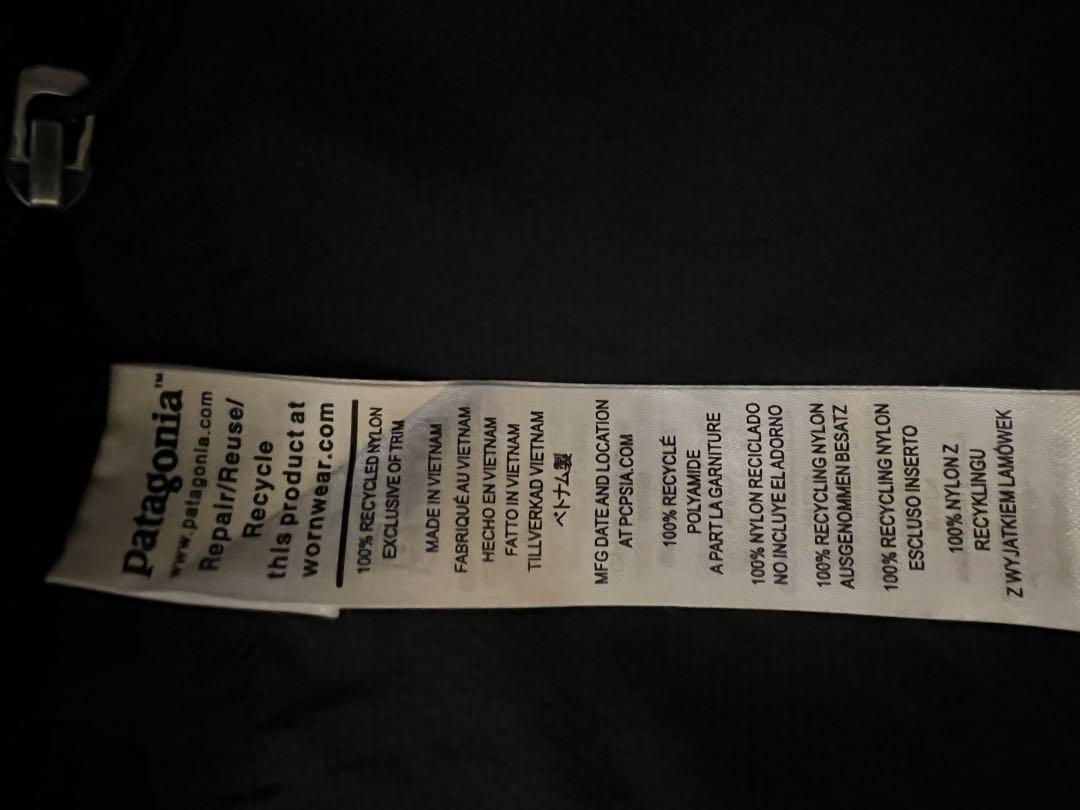 Patagonia™
www.patagonia.com
Repair/Reuse/
Recycle
this product at
wornwear.com
100% RECYCLED NYLON
EXCLUSIVE OF TRIM
MADE IN VIETNAM
FABRIQUÉ AU VIETNAM
HECHO EN VIETNAM
FATTO IN VIETNAM
TILLVERKAD VIETNAM
ベトナム製
MFG DATE AND LOCATION
AT PCPSIA.COM
100% RECYCLÉ
POLYAMIDE
A PART LA GARNITURE
100% NYLON RECICLADO
NO INCLUYE EL ADORNO
100% RECYCLING NYLON
AUSGENOMMEN BESATZ
100% RECYCLING NYLON
ESCLUSO INSERTO
100% NYLON Z
RECYKLINGU
Z WYJATKIEM LAMÓWEK